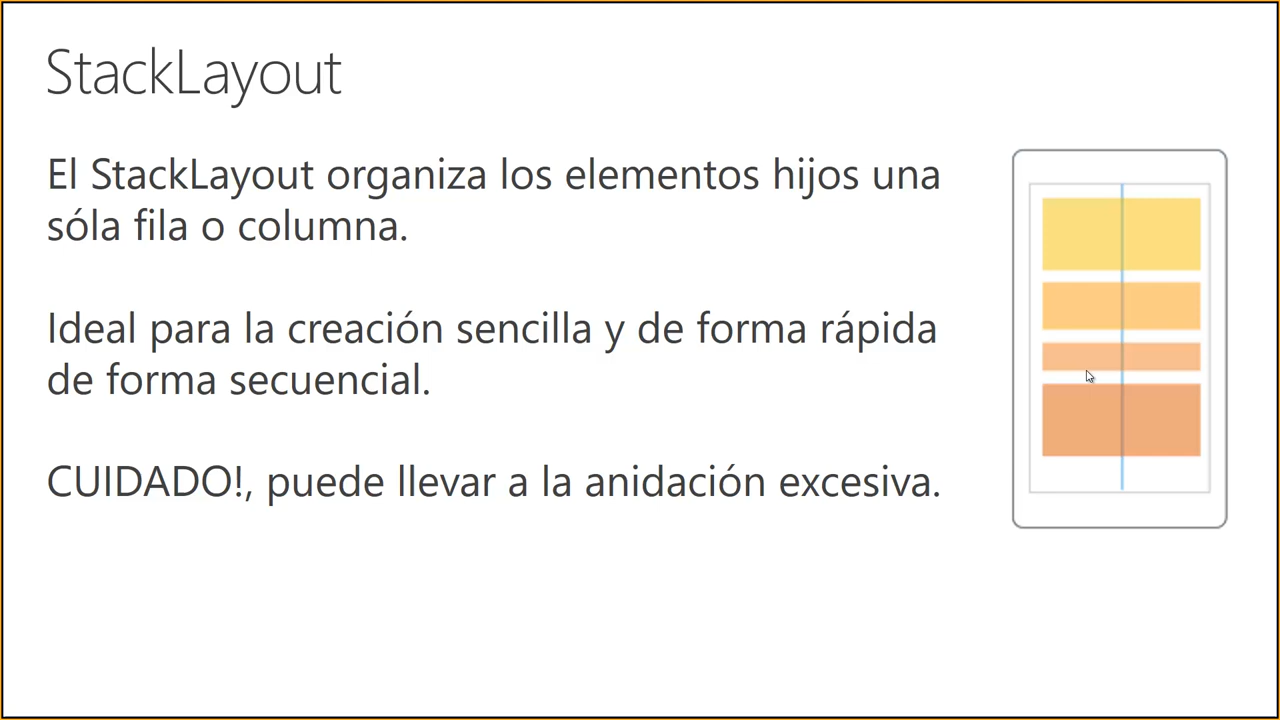 StackLayout
El StackLayout organiza los elementos hijos una
sóla fila o columna.
Ideal para la creación sencilla y de forma rápida
de forma secuencial.
CUIDADO!, puede llevar a la anidación excesiva.